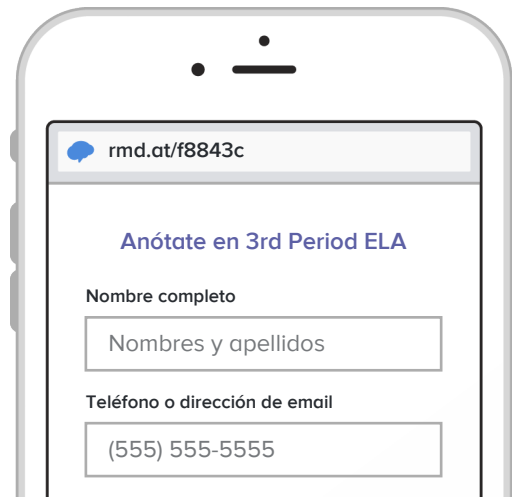 rmd.at/f8843c
Anótate en 3rd Period ELA
Nombre completo
Nombres y apellidos
Teléfono o dirección de email
(555) 555-5555